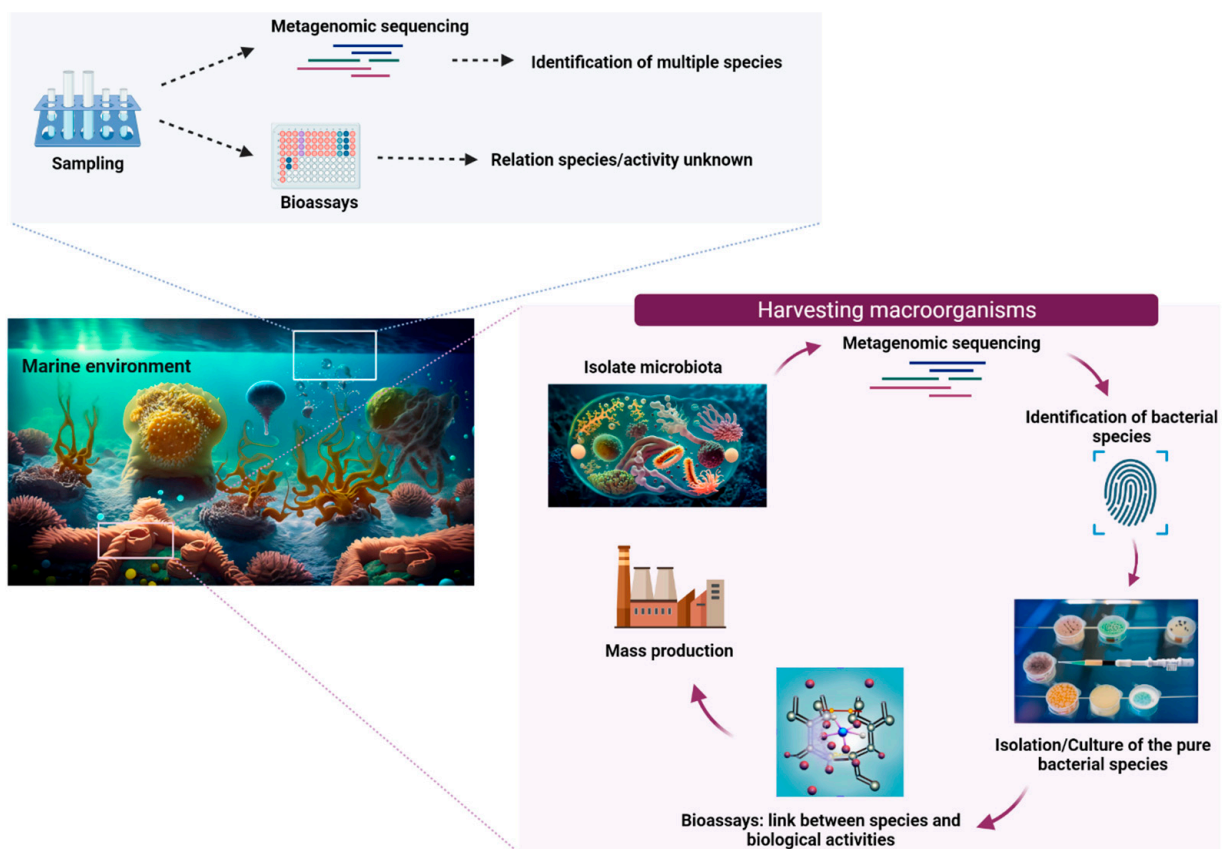 Metagenomic sequencing
Identification of multiple species
Sampling
Relation species/activity unknown
Bioassays
Marine environment
Harvesting macroorganisms
Isolate microbiota
Metagenomic sequencing
Identification of bacterial
species
Isolation/Culture of the pure
bacterial species
Bioassays: link between species and
biological activities
Mass production